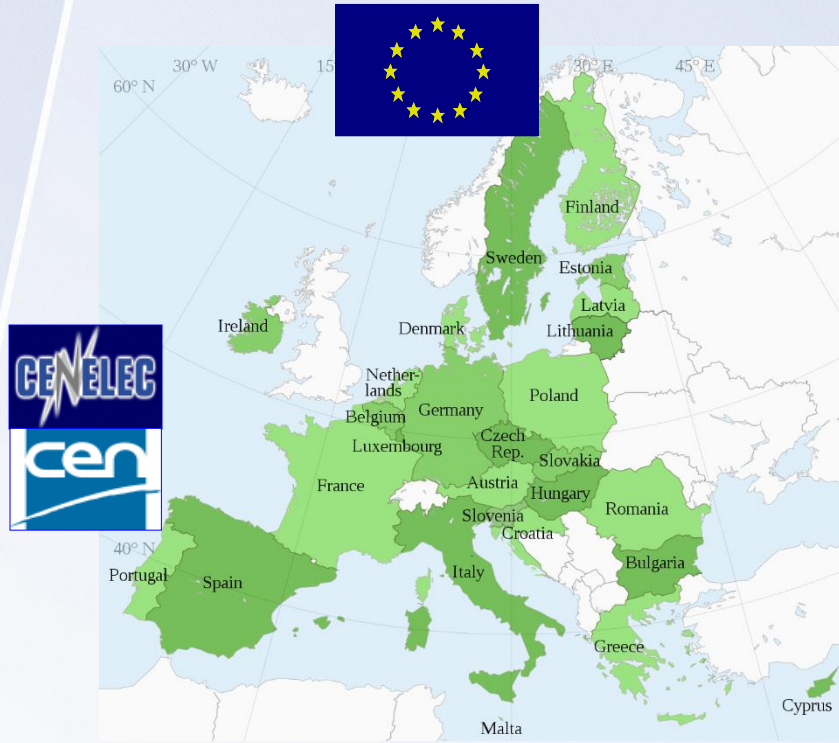 30° W
15
30° E
45° E
60° N
Finland
Sweden
Estonia
Latvia
Lithuania
Ireland
Denmark
CENELEC
Nether-
lands
Belgium
Germany
Poland
Luxembourg
Czech
Rep.
Slovakia
cen
France
Austria
Hungary
Romania
Slovenia
Croatia
40° N
Portugal
Spain
Italy
Bulgaria
Greece
Cyprus
Malta